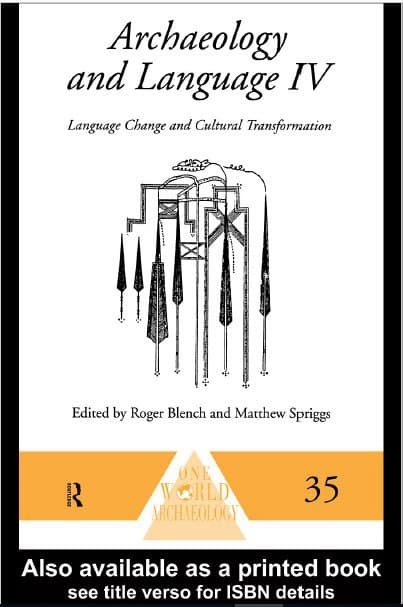 Archaeology
and Language IV
Language Change and Cultural Transformation
Edited by Roger Blench and Matthew Spriggs
ONE
WORLD
ARCHAEOLOGY
ROUTLEDGE
R
35
Also available as a printed book
see title verso for ISBN details